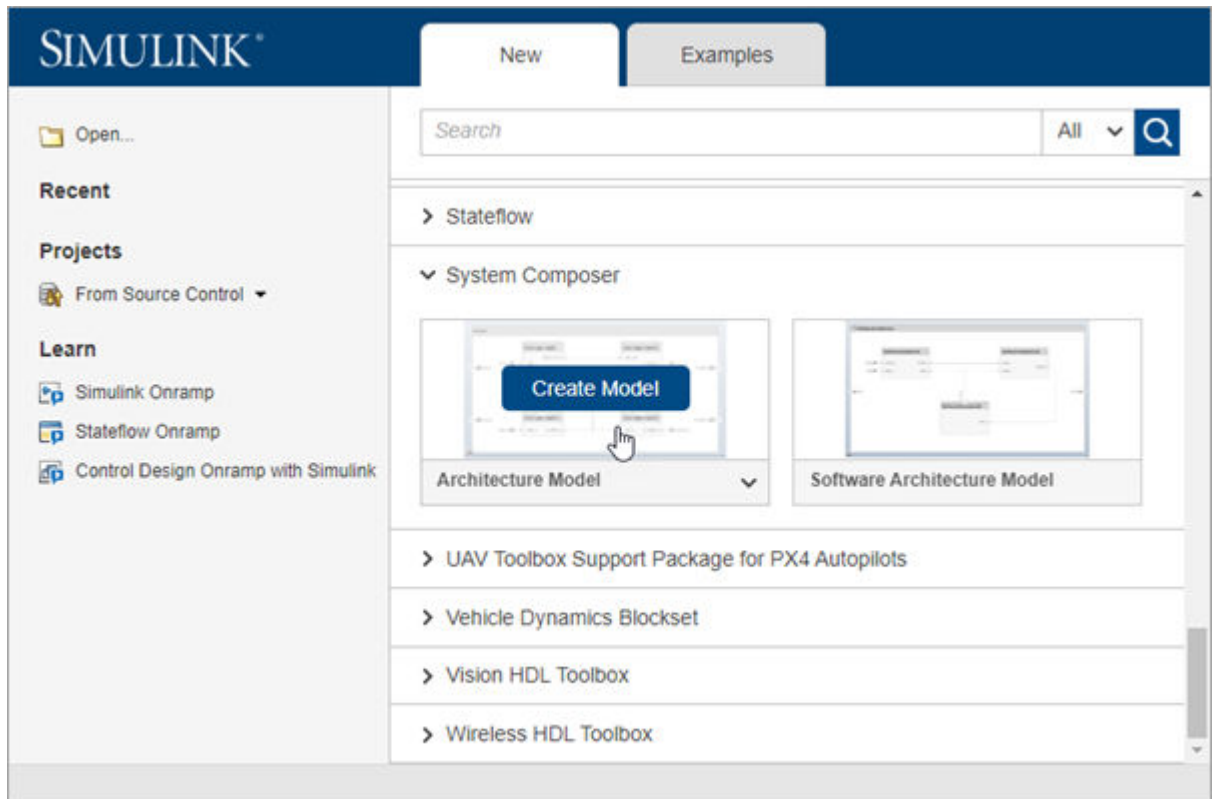 SIMULINK®
New
Examples
Open...
Recent
Projects
From Source Control
Learn
Simulink Onramp
Stateflow Onramp
Control Design Onramp with Simulink
Search
All
Stateflow
System Composer
Create Model
Architecture Model
Software Architecture Model
UAV Toolbox Support Package for PX4 Autopilots
Vehicle Dynamics Blockset
Vision HDL Toolbox
Wireless HDL Toolbox